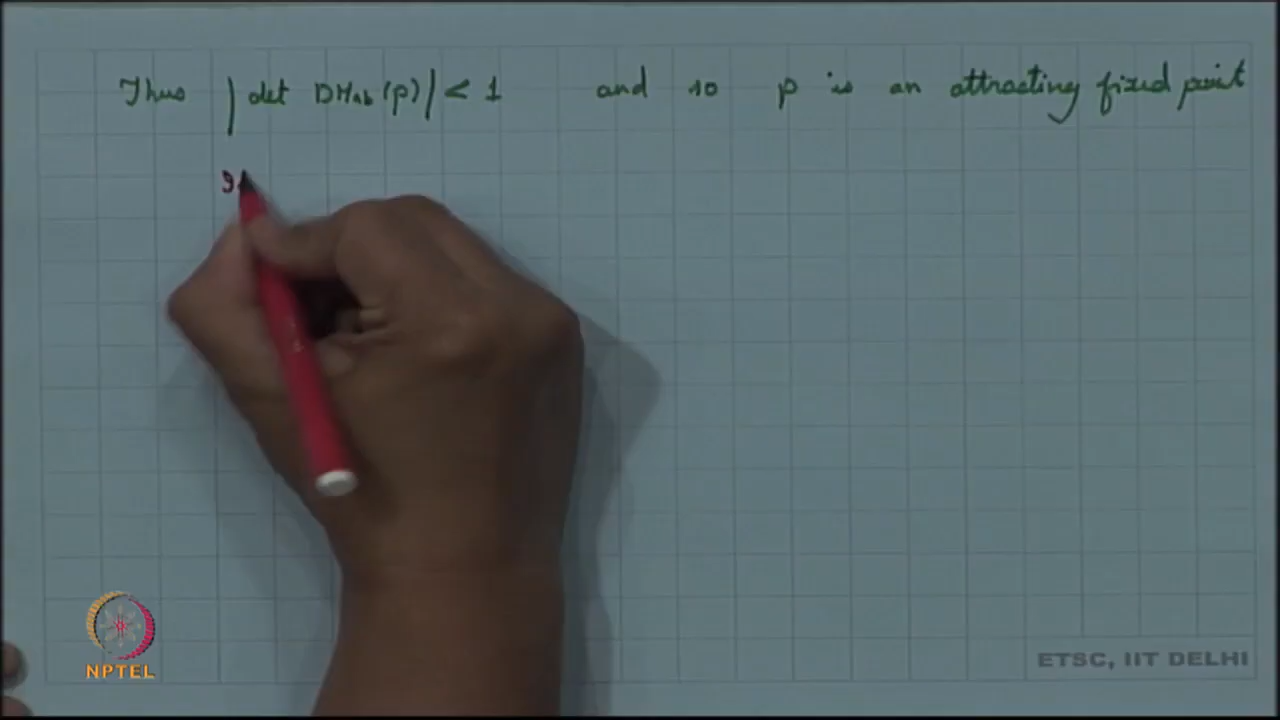 Thus | det DHab (p) | < 1 and so p is an attracting fixed point
NPTEL
ETSC, IIT DELHI